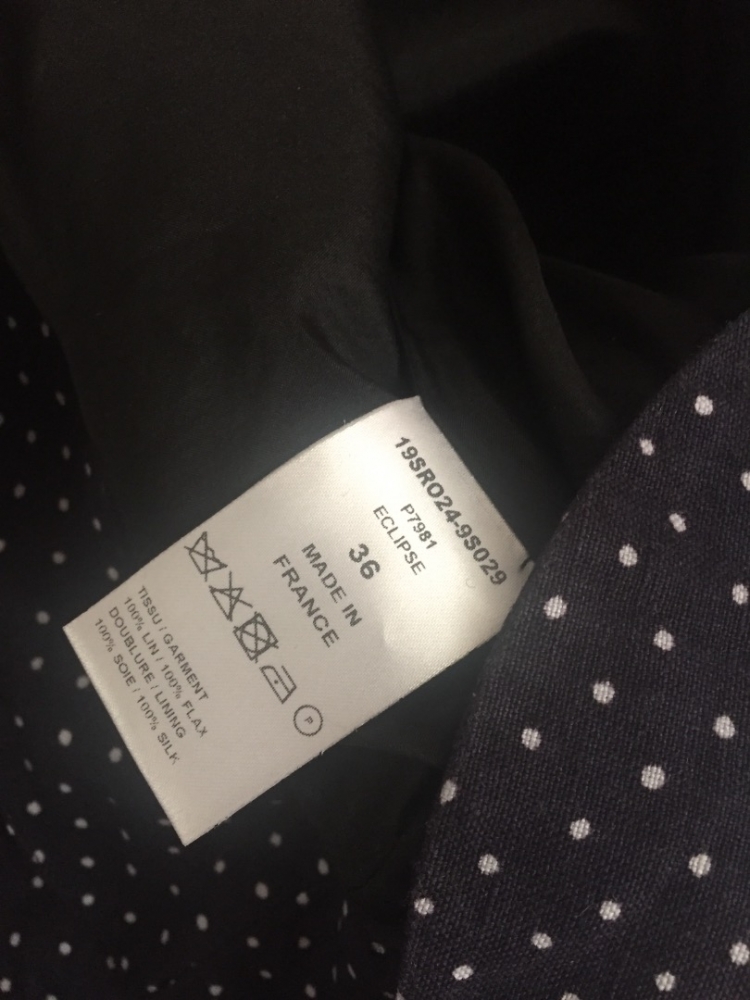 19SRO24-9S029
P7981
ECLIPSE
36
MADE IN
FRANCE
P
TISSU / GARMENT
100% LIN / 100% FLAX
DOUBLURE / LINING
100% SOIE / 100% SILK